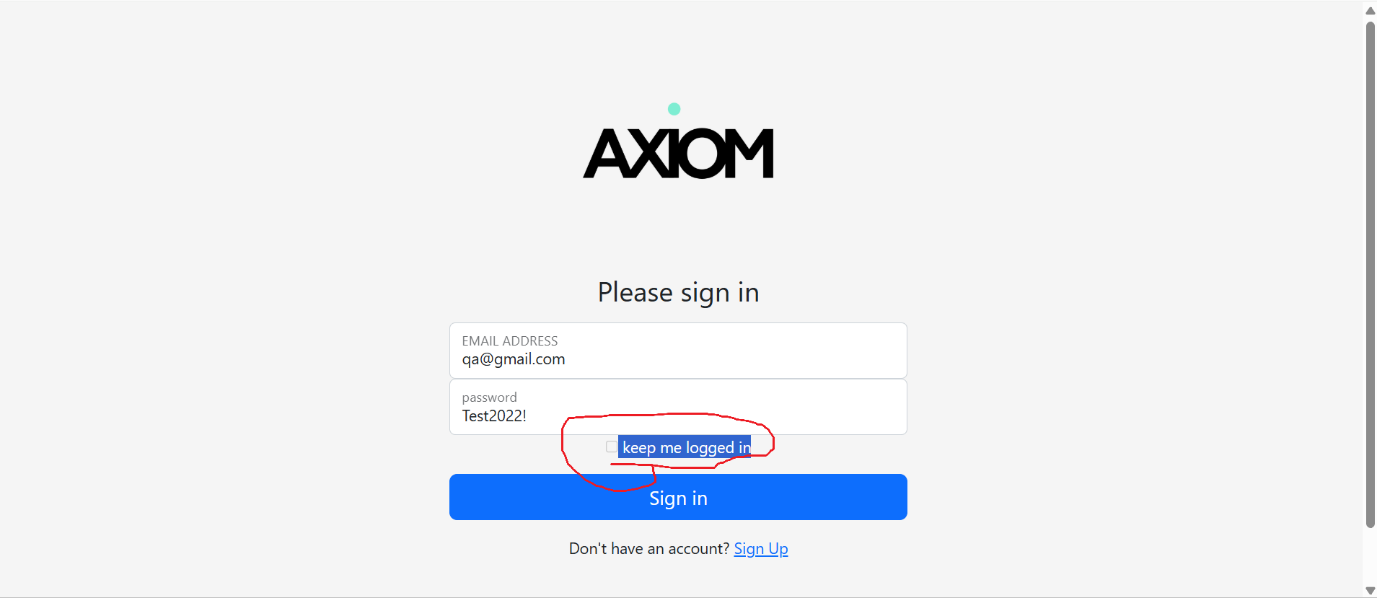 AXIOM
Please sign in
EMAIL ADDRESS
qa@gmail.com
password
Test2022!
keep me logged in
Sign in
Don't have an account? Sign Up